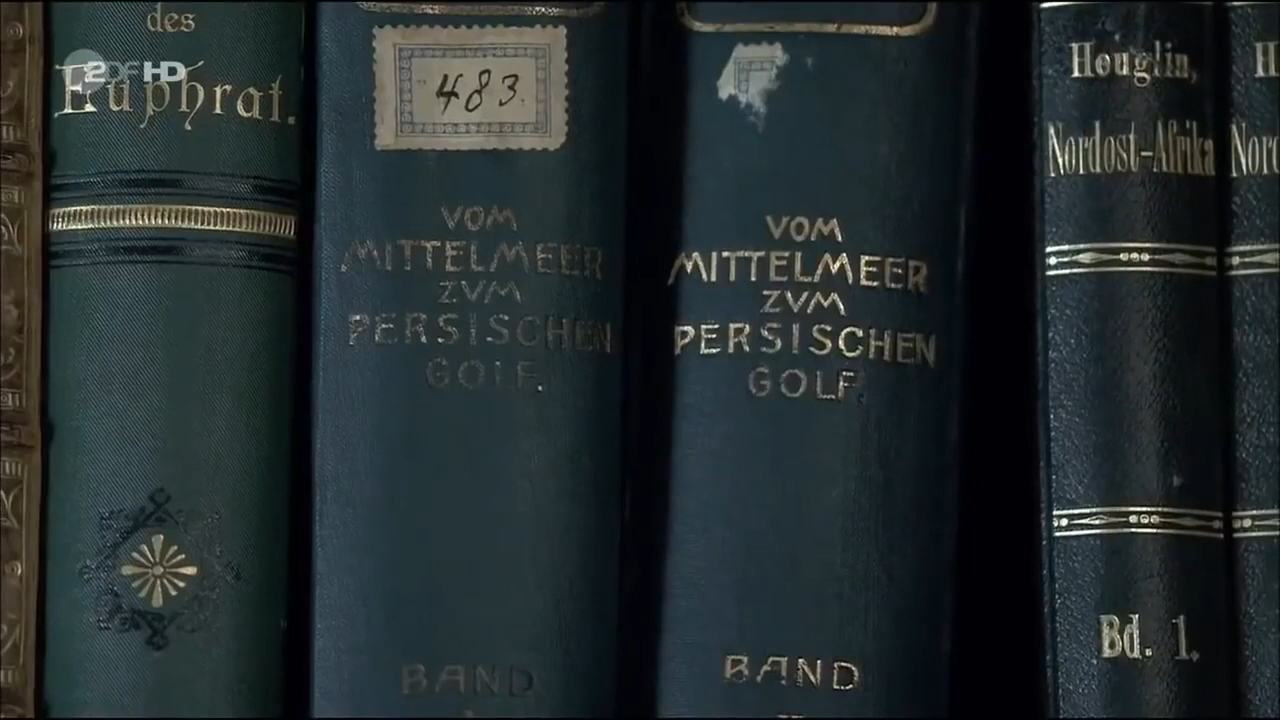 des
Euphrat.
ZDF HD
483.
VOM
MITTELMEER
ZVM
PERSISCHEN
GOLF.
BAND
VOM
MITTELMEER
ZVM
PERSISCHEN
GOLF.
BAND
Heuglin,
Nordost-Afrika
Bd. 1.
H
Nord